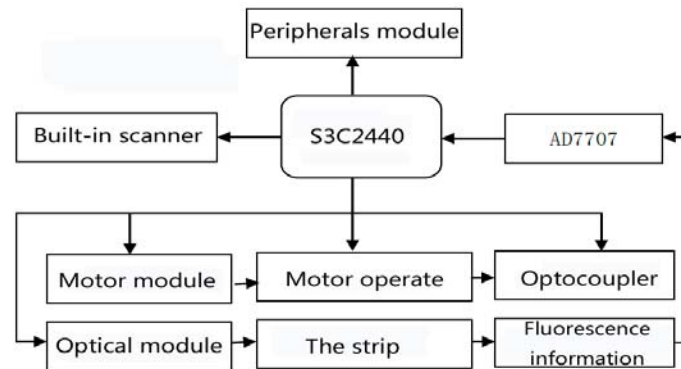 Peripherals module
Built-in scanner
S3C2440
AD7707
Motor module
Motor operate
Optocoupler
Optical module
The strip
Fluorescence
information